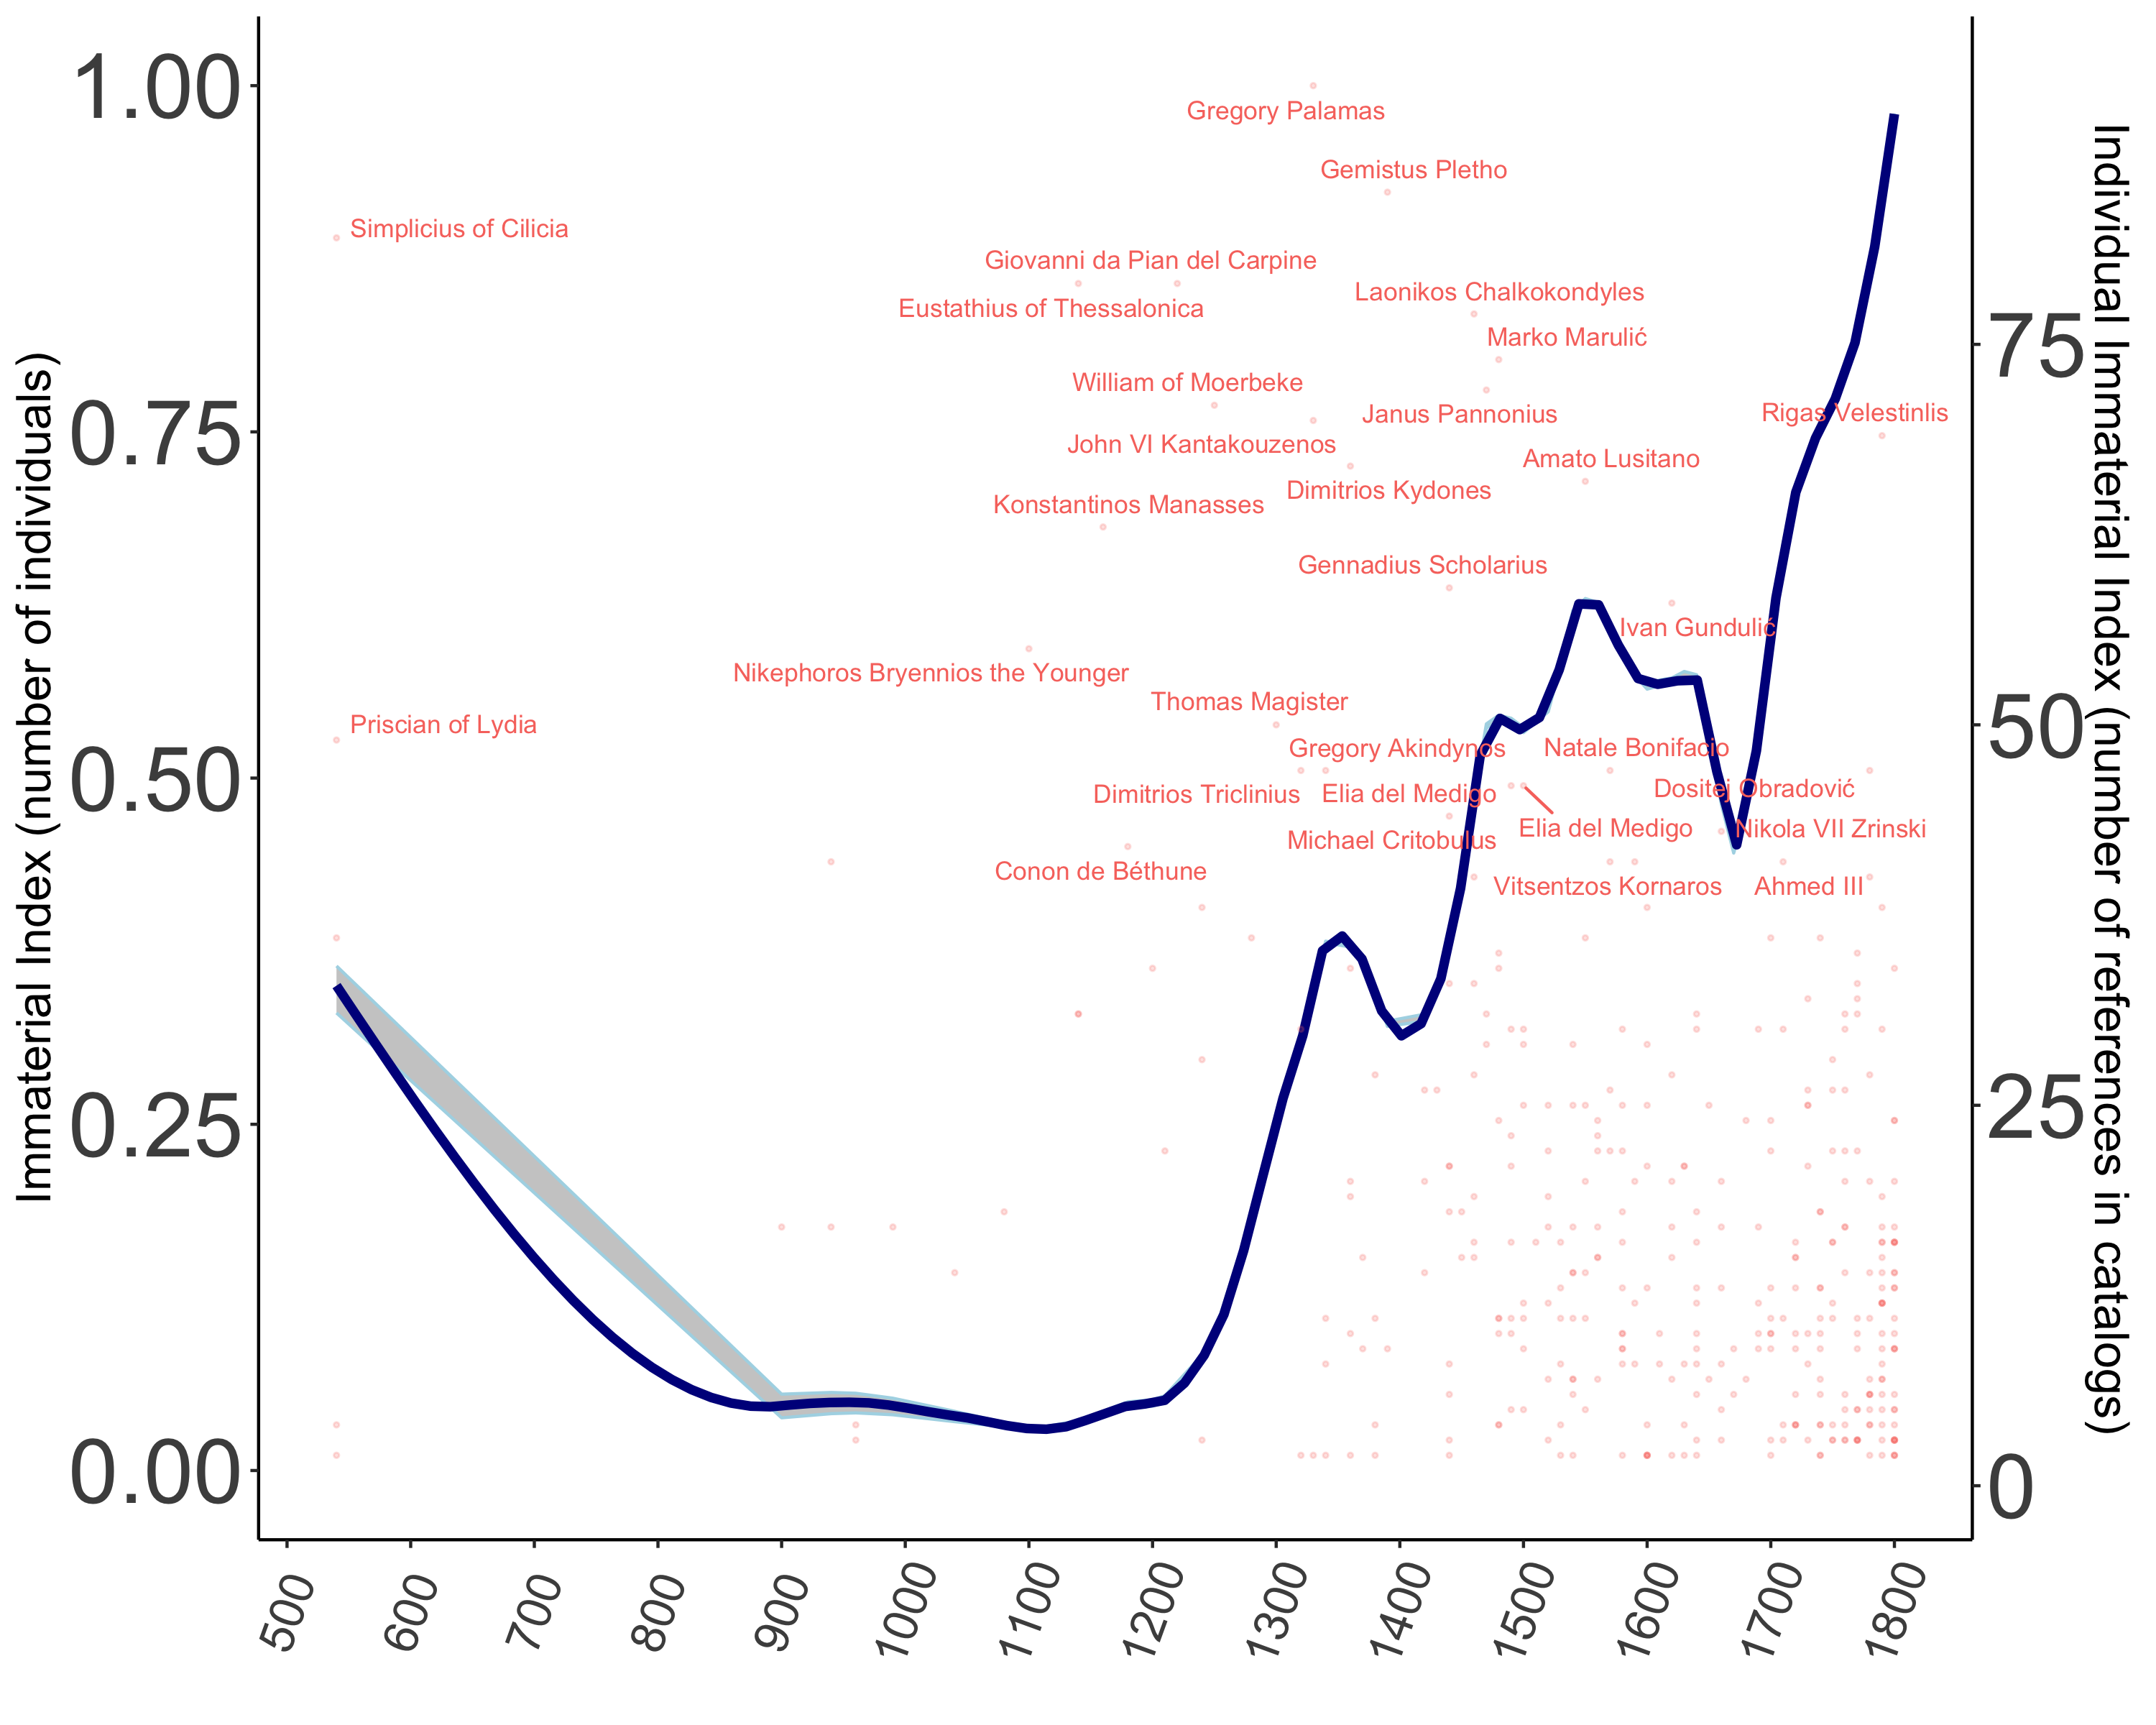 Immaterial Index (number of individuals)
1.00
0.75
0.50
0.25
0.00
Gregory Palamas
Gemistus Pletho
Simplicius of Cilicia
Giovanni da Pian del Carpine
Laonikos Chalkokondyles
Eustathius of Thessalonica
Marko Marulić
William of Moerbeke
Janus Pannonius
Rigas Velestinlis
John VI Kantakouzenos
Amato Lusitano
Dimitrios Kydones
Konstantinos Manasses
Gennadius Scholarius
Ivan Gundulić
Nikephoros Bryennios the Younger
Thomas Magister
Priscian of Lydia
Gregory Akindynos
Natale Bonifacio
Dositej Obradović
Dimitrios Triclinius
Elia del Medigo
Elia del Medigo
Nikola VII Zrinski
Michael Critobulus
Conon de Béthune
Vitsentzos Kornaros
Ahmed III
75
50
25
0
Individual Immaterial Index (number of references in catalogs)
500
600
700
800
900
1000
1100
1200
1300
1400
1500
1600
1700
1800